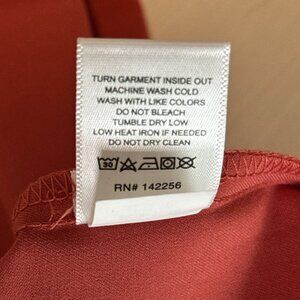 TURN GARMENT INSIDE OUT
MACHINE WASH COLD
WASH WITH LIKE COLORS
DO NOT BLEACH
TUMBLE DRY LOW
LOW HEAT IRON IF NEEDED
DO NOT DRY CLEAN
30
RN# 142256